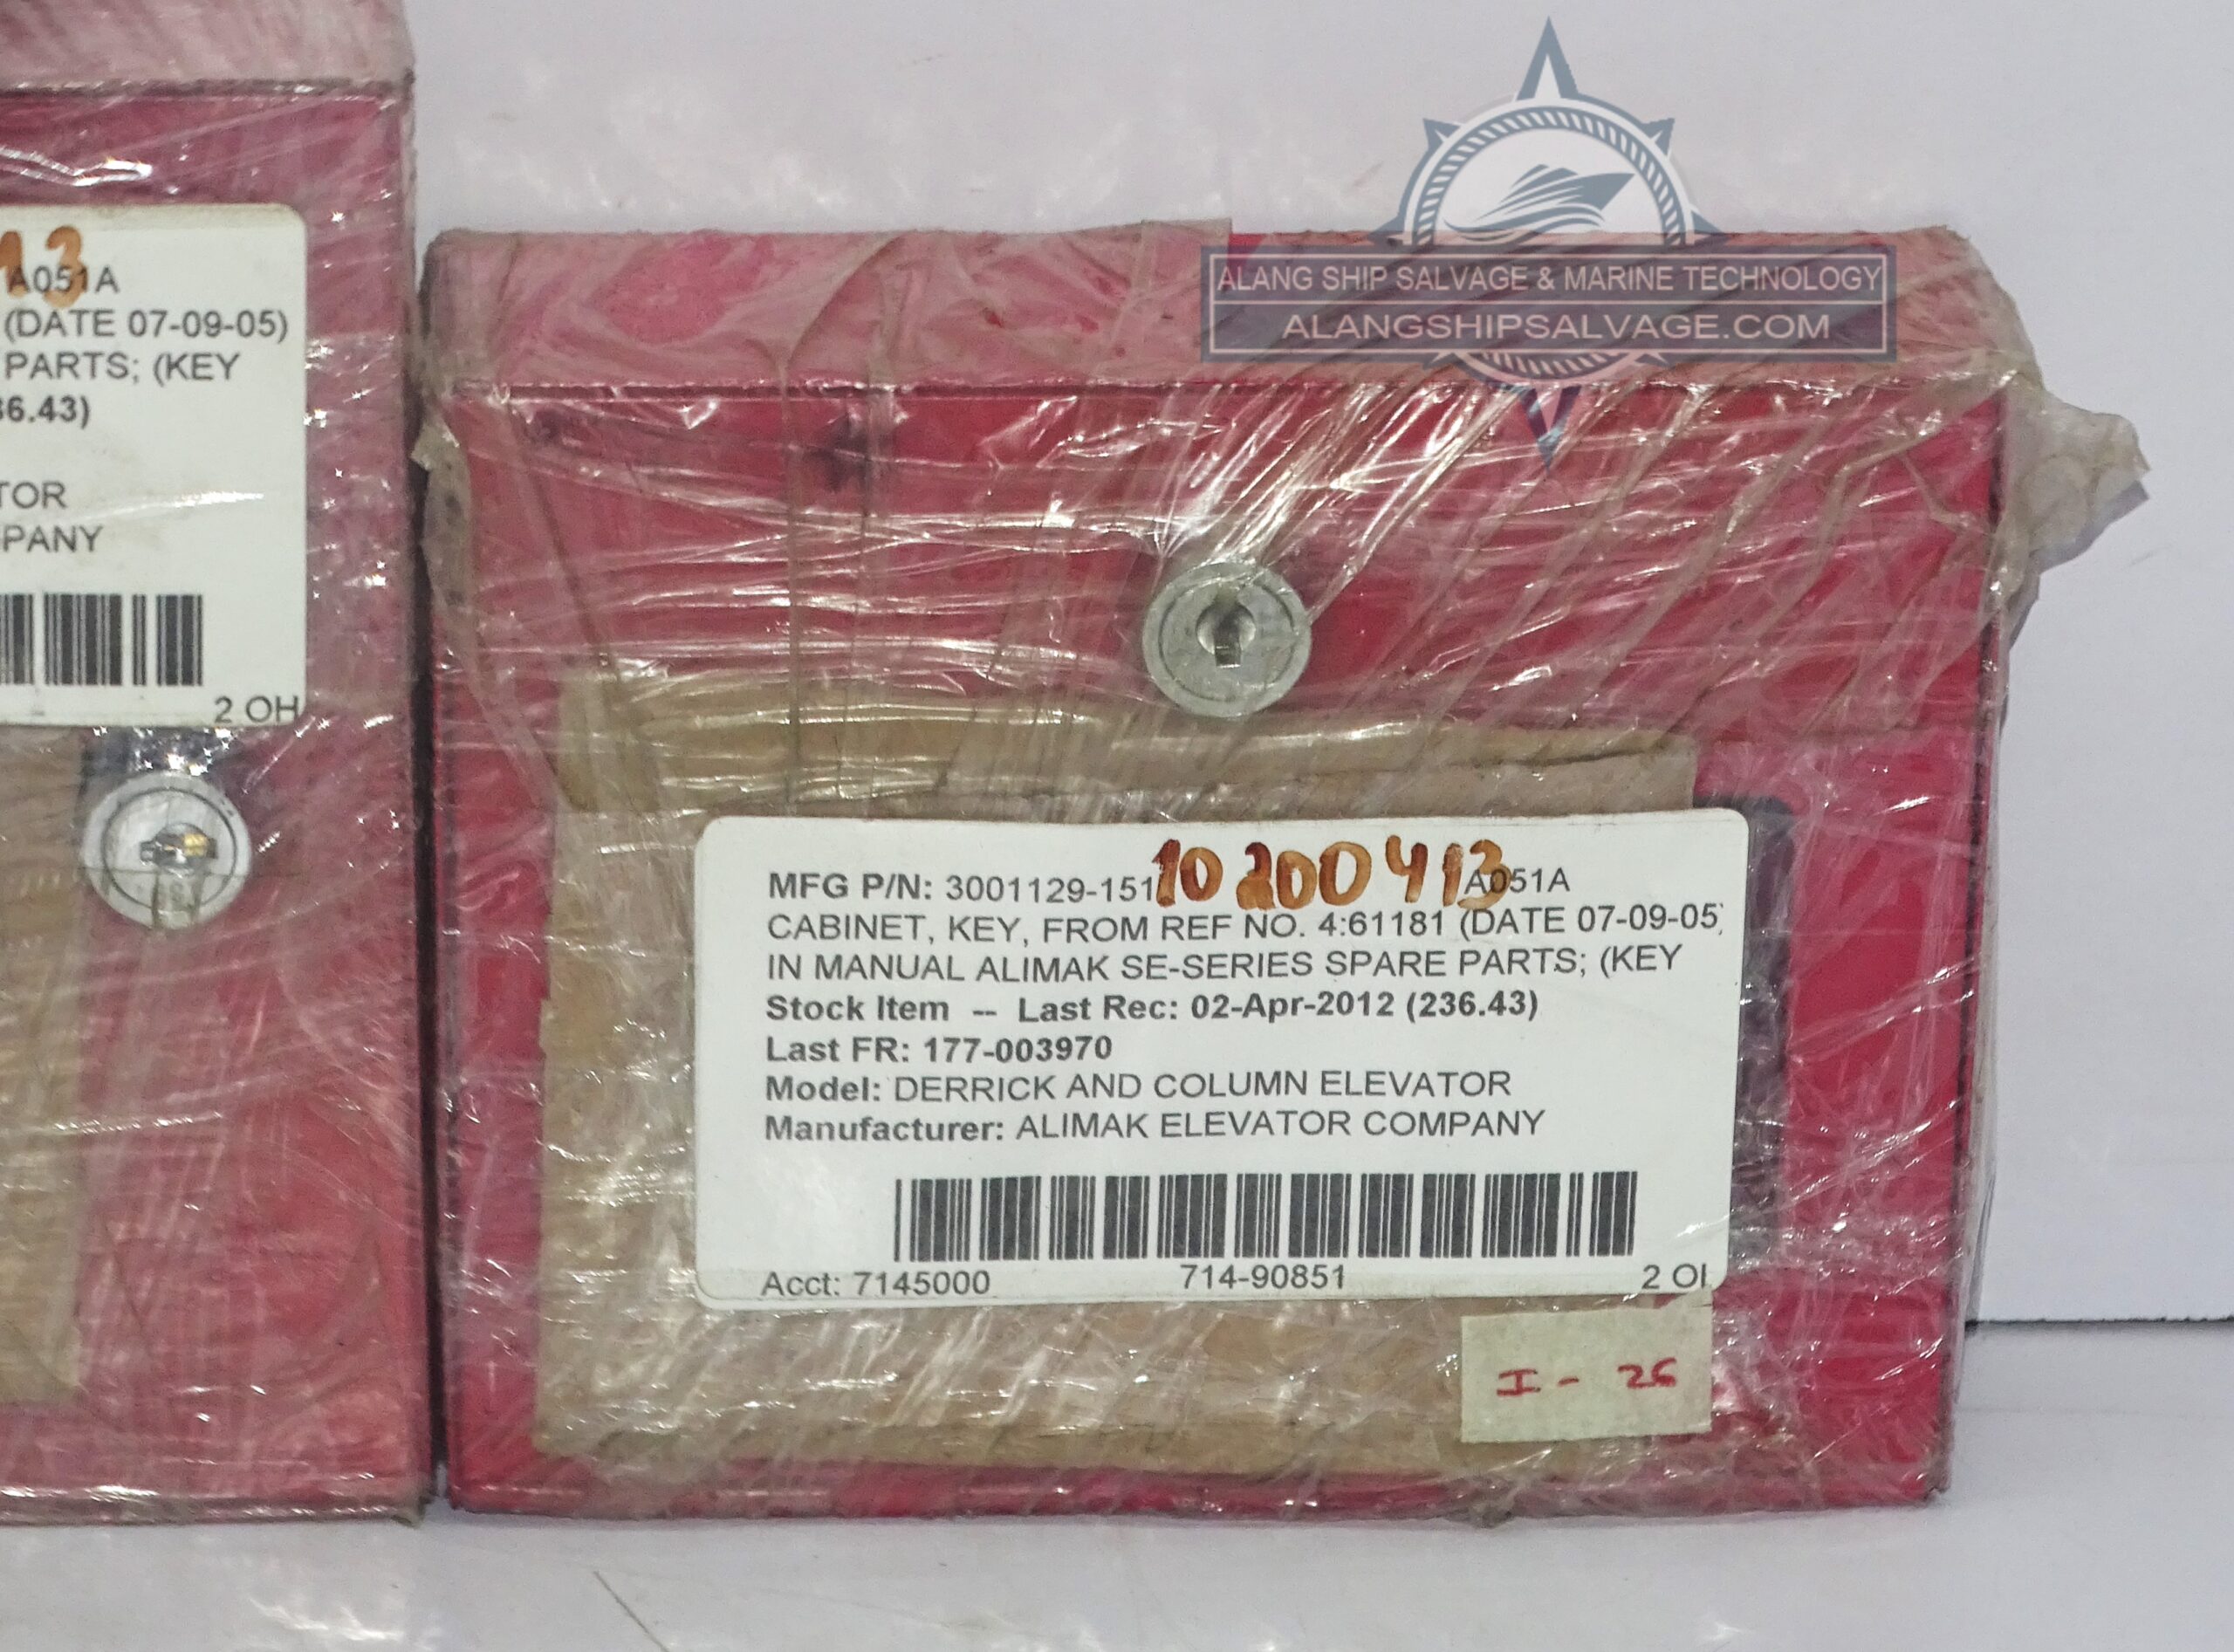 ALANG SHIP SALVAGE & MARINE TECHNOLOGY
ALANGSHIPSALVAGE.COM
13
A051A
(DATE 07-09-05)
PARTS; (KEY
36.43)
TOR
PANY
2 OH
MFG P/N: 3001129-151 10200413 A051A
CABINET, KEY, FROM REF NO. 4:61181 (DATE 07-09-05)
IN MANUAL ALIMAK SE-SERIES SPARE PARTS; (KEY
Stock Item -- Last Rec: 02-Apr-2012 (236.43)
Last FR: 177-003970
Model: DERRICK AND COLUMN ELEVATOR
Manufacturer: ALIMAK ELEVATOR COMPANY
Acct: 7145000 714-90851 2 OI
I - 26